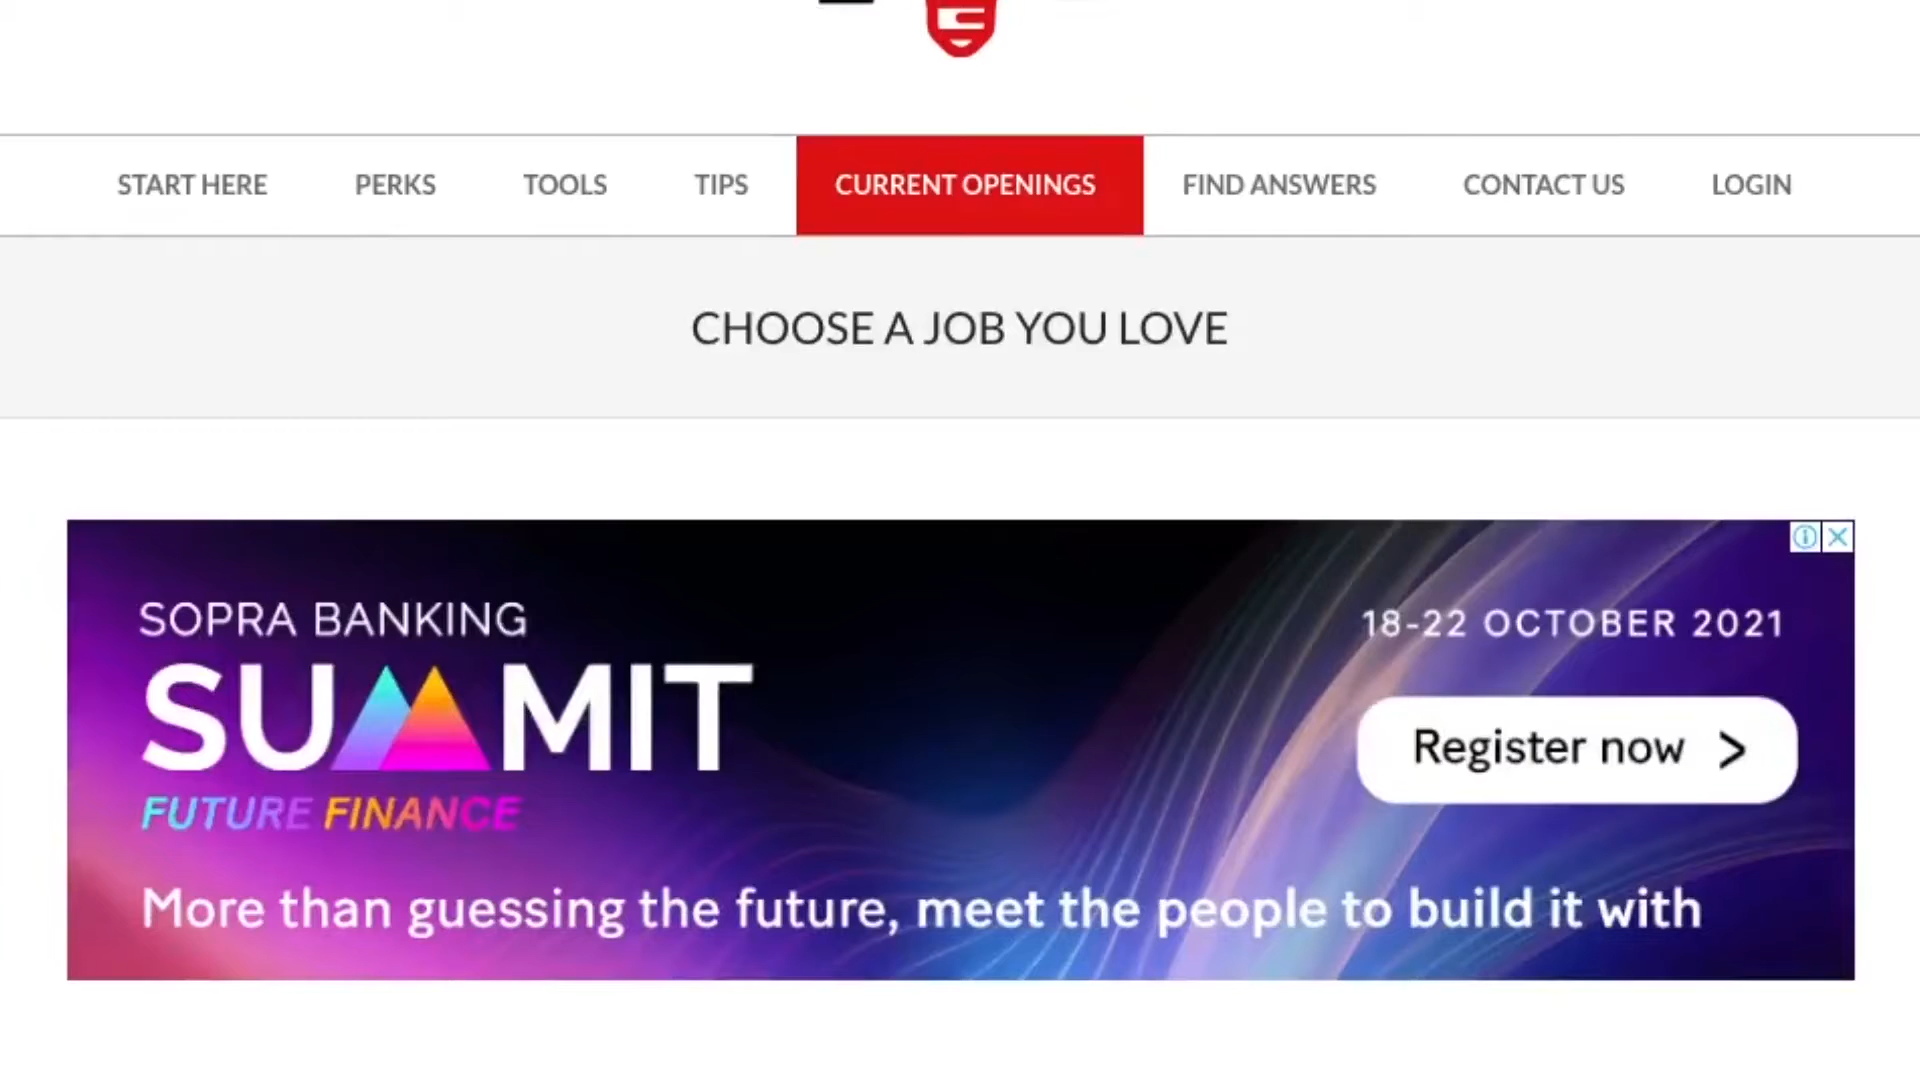 START HERE PERKS TOOLS TIPS CURRENT OPENINGS FIND ANSWERS CONTACT US LOGIN
CHOOSE A JOB YOU LOVE
SOPRA BANKING
SUMMIT
FUTURE FINANCE
18-22 OCTOBER 2021
Register now >
More than guessing the future, meet the people to build it with